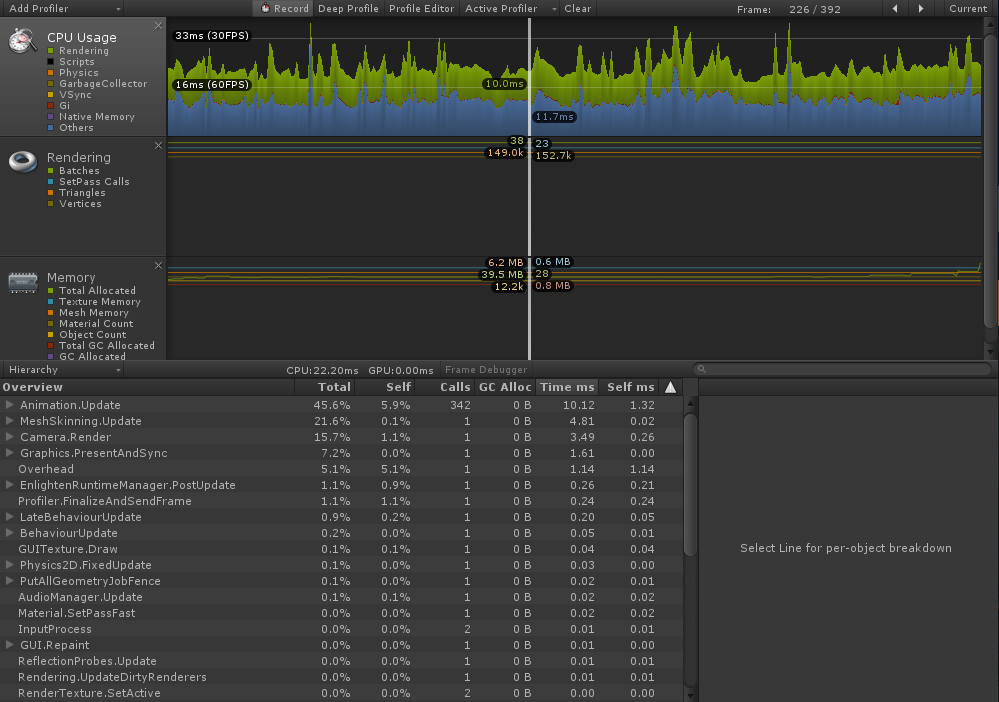 Add Profiler Record Deep Profile Profiler Editor Active Profiler Clear Frame: 226 / 392 Current
CPU Usage
Rendering
Scripts
Physics
GarbageCollector
VSync
Gi
Native Memory
Others
33ms (30FPS)
16ms (60FPS)
10.0ms
11.7ms
Rendering
Batches
SetPass Calls
Triangles
Vertices
38 23
149.0k 152.7k
Memory
Total Allocated
Texture Memory
Mesh Memory
Material Count
Object Count
Total GC Allocated
GC Allocated
6.2 MB 0.6 MB
39.5 MB 28
12.2k 0.8 MB
Hierarchy CPU:22.20ms GPU:0.00ms Frame Debugger
Overview Total Self Calls GC Alloc Time ms Self ms
Animation.Update 45.6% 5.9% 342 0 B 10.12 1.32
MeshSkinning.Update 21.6% 0.1% 1 0 B 4.81 0.02
Camera.Render 15.7% 1.1% 1 0 B 3.49 0.26
Graphics.PresentAndSync 7.2% 0.0% 1 0 B 1.61 0.00
Overhead 5.1% 5.1% 1 0 B 1.14 1.14
EnlightenRuntimeManager.PostUpdate 1.1% 0.9% 1 0 B 0.26 0.21
Profiler.FinalizeAndSendFrame 1.1% 1.1% 1 0 B 0.24 0.24
LateBehaviourUpdate 0.9% 0.2% 1 0 B 0.20 0.05
BehaviourUpdate 0.2% 0.0% 1 0 B 0.05 0.01
GUITexture.Draw 0.1% 0.1% 1 0 B 0.04 0.04
Physics2D.FixedUpdate 0.1% 0.0% 1 0 B 0.03 0.00
PutAllGeometryJobFence 0.1% 0.0% 1 0 B 0.02 0.01
AudioManager.Update 0.1% 0.1% 1 0 B 0.02 0.02
Material.SetPassFast 0.0% 0.0% 1 0 B 0.02 0.02
InputProcess 0.0% 0.0% 2 0 B 0.01 0.01
GUI.Repaint 0.0% 0.0% 1 0 B 0.01 0.00
ReflectionProbes.Update 0.0% 0.0% 1 0 B 0.01 0.01
Rendering.UpdateDirtyRenderers 0.0% 0.0% 1 0 B 0.01 0.01
RenderTexture.SetActive 0.0% 0.0% 2 0 B 0.00 0.00
Select Line for per-object breakdown